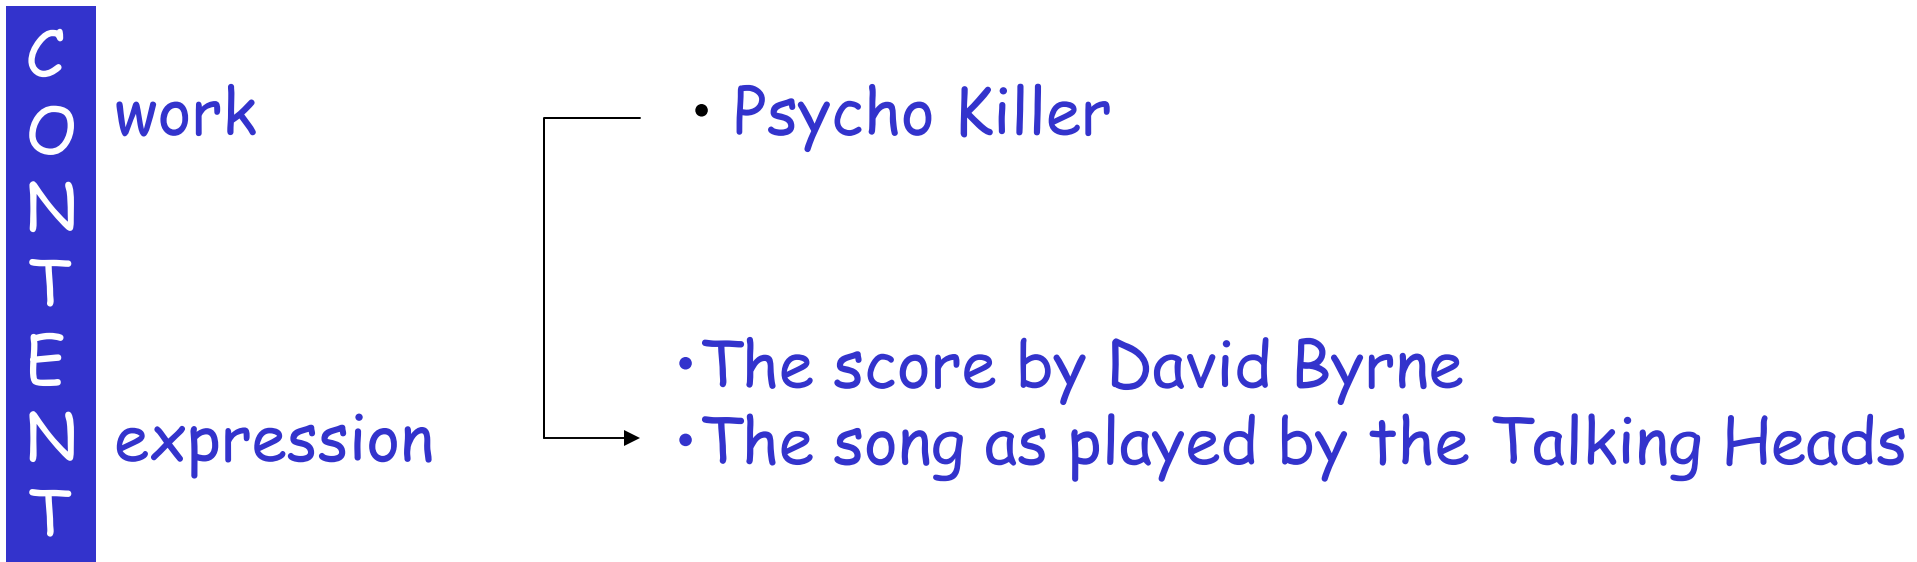 CONTENT
work
• Psycho Killer
expression
•The score by David Byrne
•The song as played by the Talking Heads